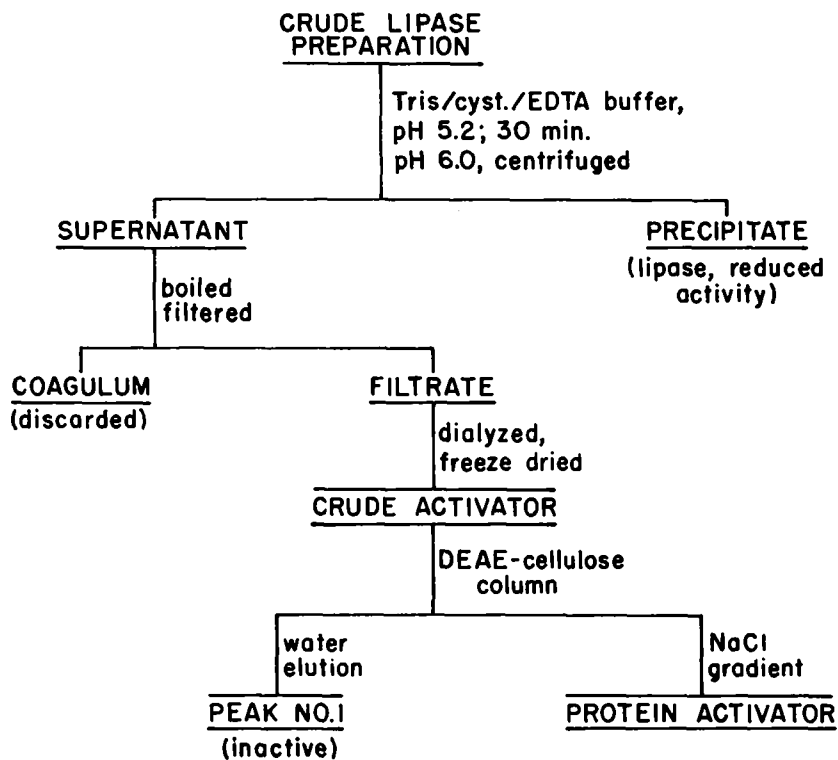 CRUDE LIPASE
PREPARATION
Tris/cyst./EDTA buffer,
pH 5.2; 30 min.
pH 6.0, centrifuged
SUPERNATANT
PRECIPITATE
(lipase, reduced
activity)
boiled
filtered
COAGULUM
(discarded)
FILTRATE
dialyzed,
freeze dried
CRUDE ACTIVATOR
DEAE-cellulose
column
water
elution
NaCl
gradient
PEAK NO.1
(inactive)
PROTEIN ACTIVATOR